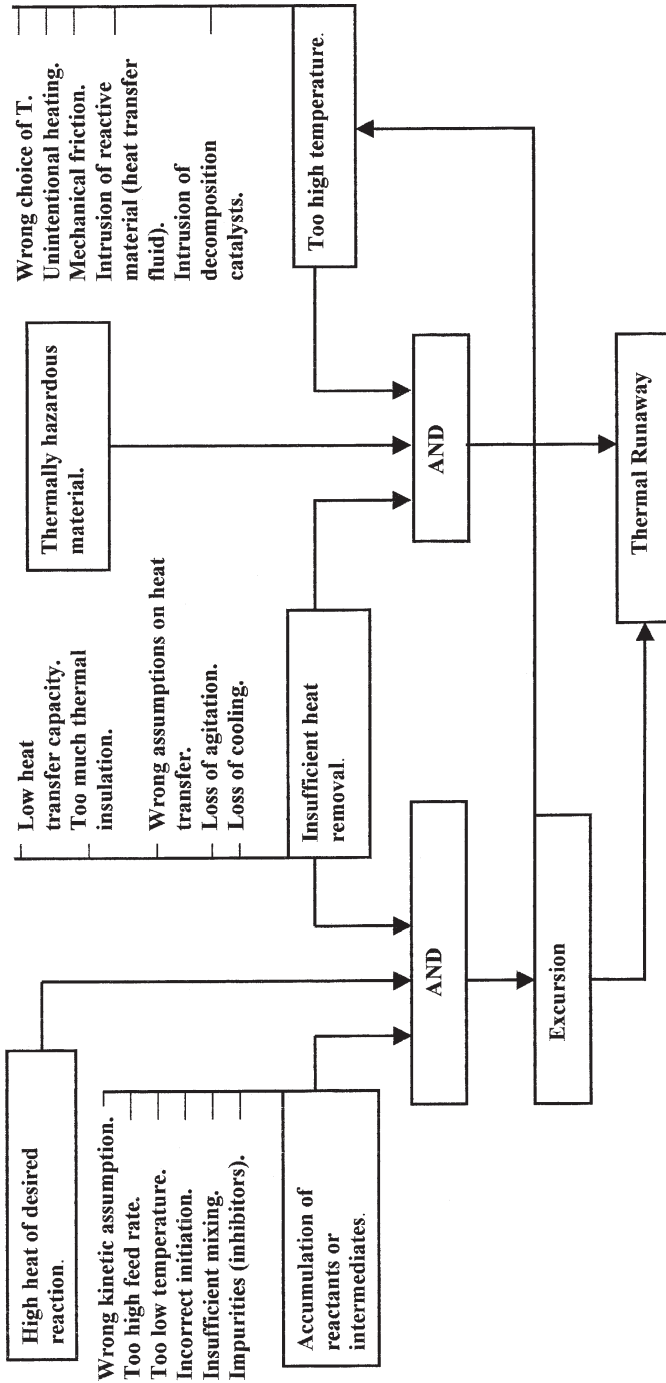 High heat of desired
reaction.
Wrong kinetic assumption.
Too high feed rate.
Too low temperature.
Incorrect initiation.
Insufficient mixing.
Impurities (inhibitors).
Accumulation of
reactants or
intermediates.
Low heat
transfer capacity.
Too much thermal
insulation.
Wrong assumptions on heat
transfer.
Loss of agitation.
Loss of cooling.
Insufficient heat
removal.
Thermally hazardous
material.
Wrong choice of T.
Unintentional heating.
Mechanical friction.
Intrusion of reactive
material (heat transfer
fluid).
Intrusion of
decomposition
catalysts.
Too high temperature.
AND
AND
Excursion
Thermal Runaway